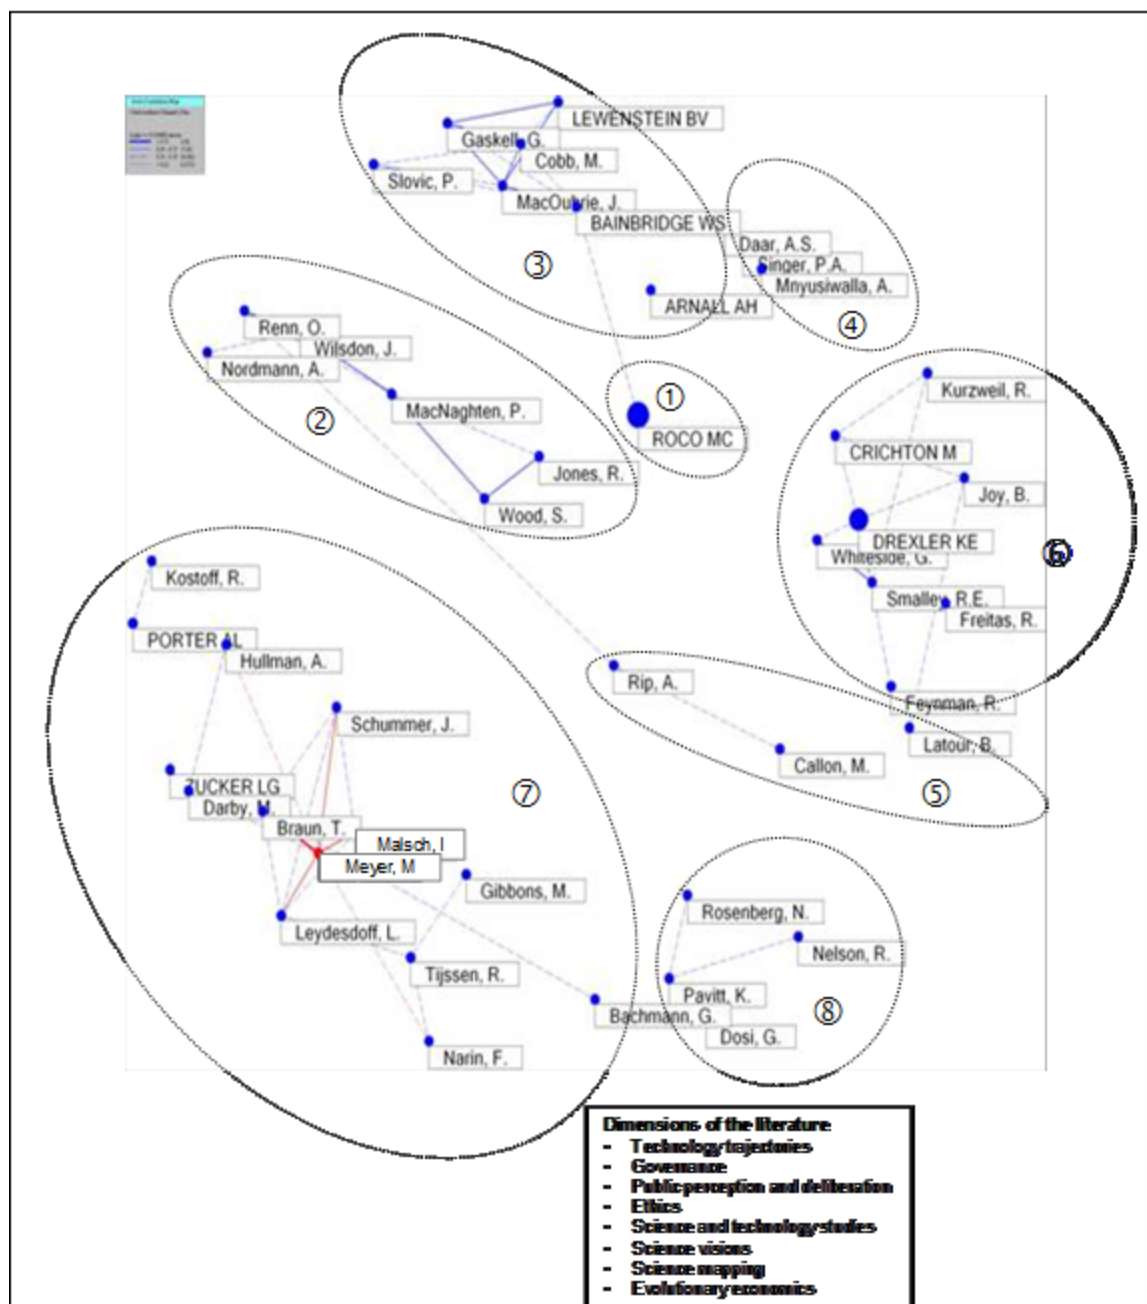 LEWENSTEIN BV
Gaskell, G.
Cobb, M.
Slovic, P.
MacOubrie, J.
BAINBRIDGE WS
③
ARNALL AH
Daar, A.S.
Singer, P.A.
Mnyusiwalla, A.
④
Renn, O.
Wilsdon, J.
Nordmann, A.
MacNaghten, P.
②
Jones, R.
Wood, S.
①
ROCO MC
Kurzweil, R.
CRICHTON M
Joy, B.
DREXLER KE
Whiteside, G.
⑥
Smalley, R.E.
Freitas, R.
Feynman, R.
Kostoff, R.
PORTER AL
Hullman, A.
Schummer, J.
ZUCKER LG
Darby, M.
Braun, T.
Malsch, I
Meyer, M
⑦
Gibbons, M.
Leydesdoff, L.
Tijssen, R.
Bachmann, G.
Narin, F.
Rip, A.
Latour, B.
Callon, M.
⑤
Rosenberg, N.
Nelson, R.
Pavitt, K.
Dosi, G.
⑧
Dimensions of the literature
- Technology trajectories
- Governance
- Public perception and deliberation
- Ethics
- Science and technology studies
- Science visions
- Science mapping
- Evolutionary economics